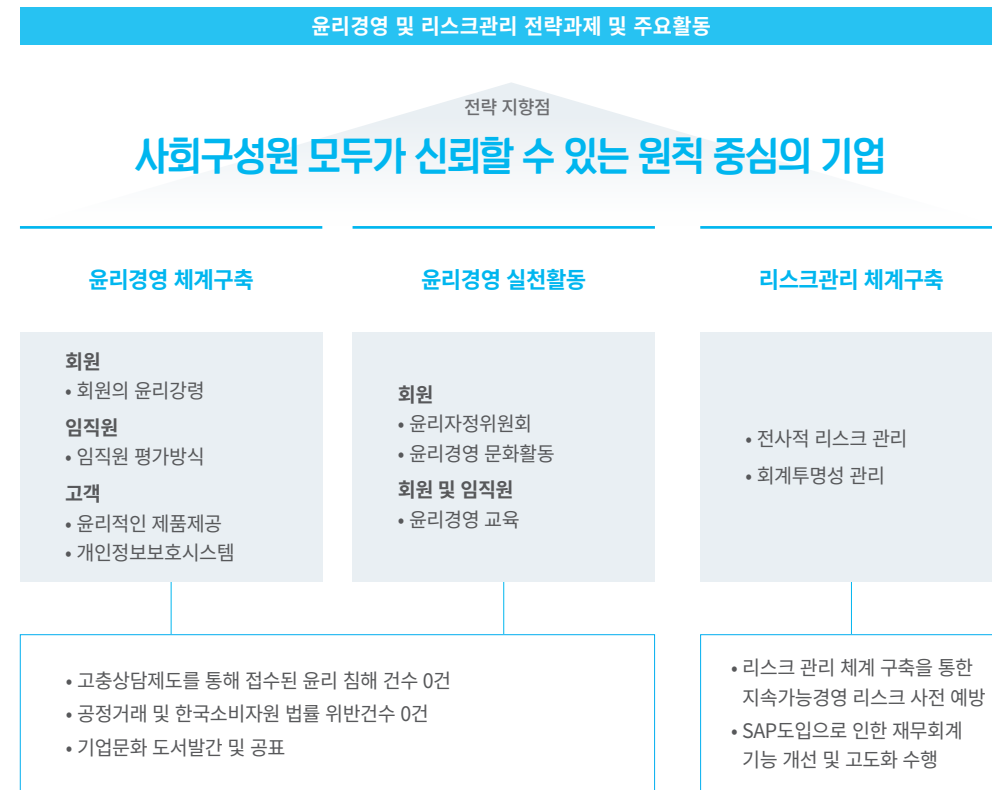 윤리경영 및 리스크관리 전략과제 및 주요활동
전략 지향점
사회구성원 모두가 신뢰할 수 있는 원칙 중심의 기업
윤리경영 체계구축
회원
• 회원의 윤리강령
임직원
• 임직원 평가방식
고객
• 윤리적인 제품제공
• 개인정보보호시스템
윤리경영 실천활동
회원
• 윤리자정위원회
• 윤리경영 문화활동
회원 및 임직원
• 윤리경영 교육
리스크관리 체계구축
• 전사적 리스크 관리
• 회계투명성 관리
• 고충상담제도를 통해 접수된 윤리 침해 건수 0건
• 공정거래 및 한국소비자원 법률 위반건수 0건
• 기업문화 도서발간 및 공표
• 리스크 관리 체계 구축을 통한
지속가능경영 리스크 사전 예방
• SAP도입으로 인한 재무회계
기능 개선 및 고도화 수행